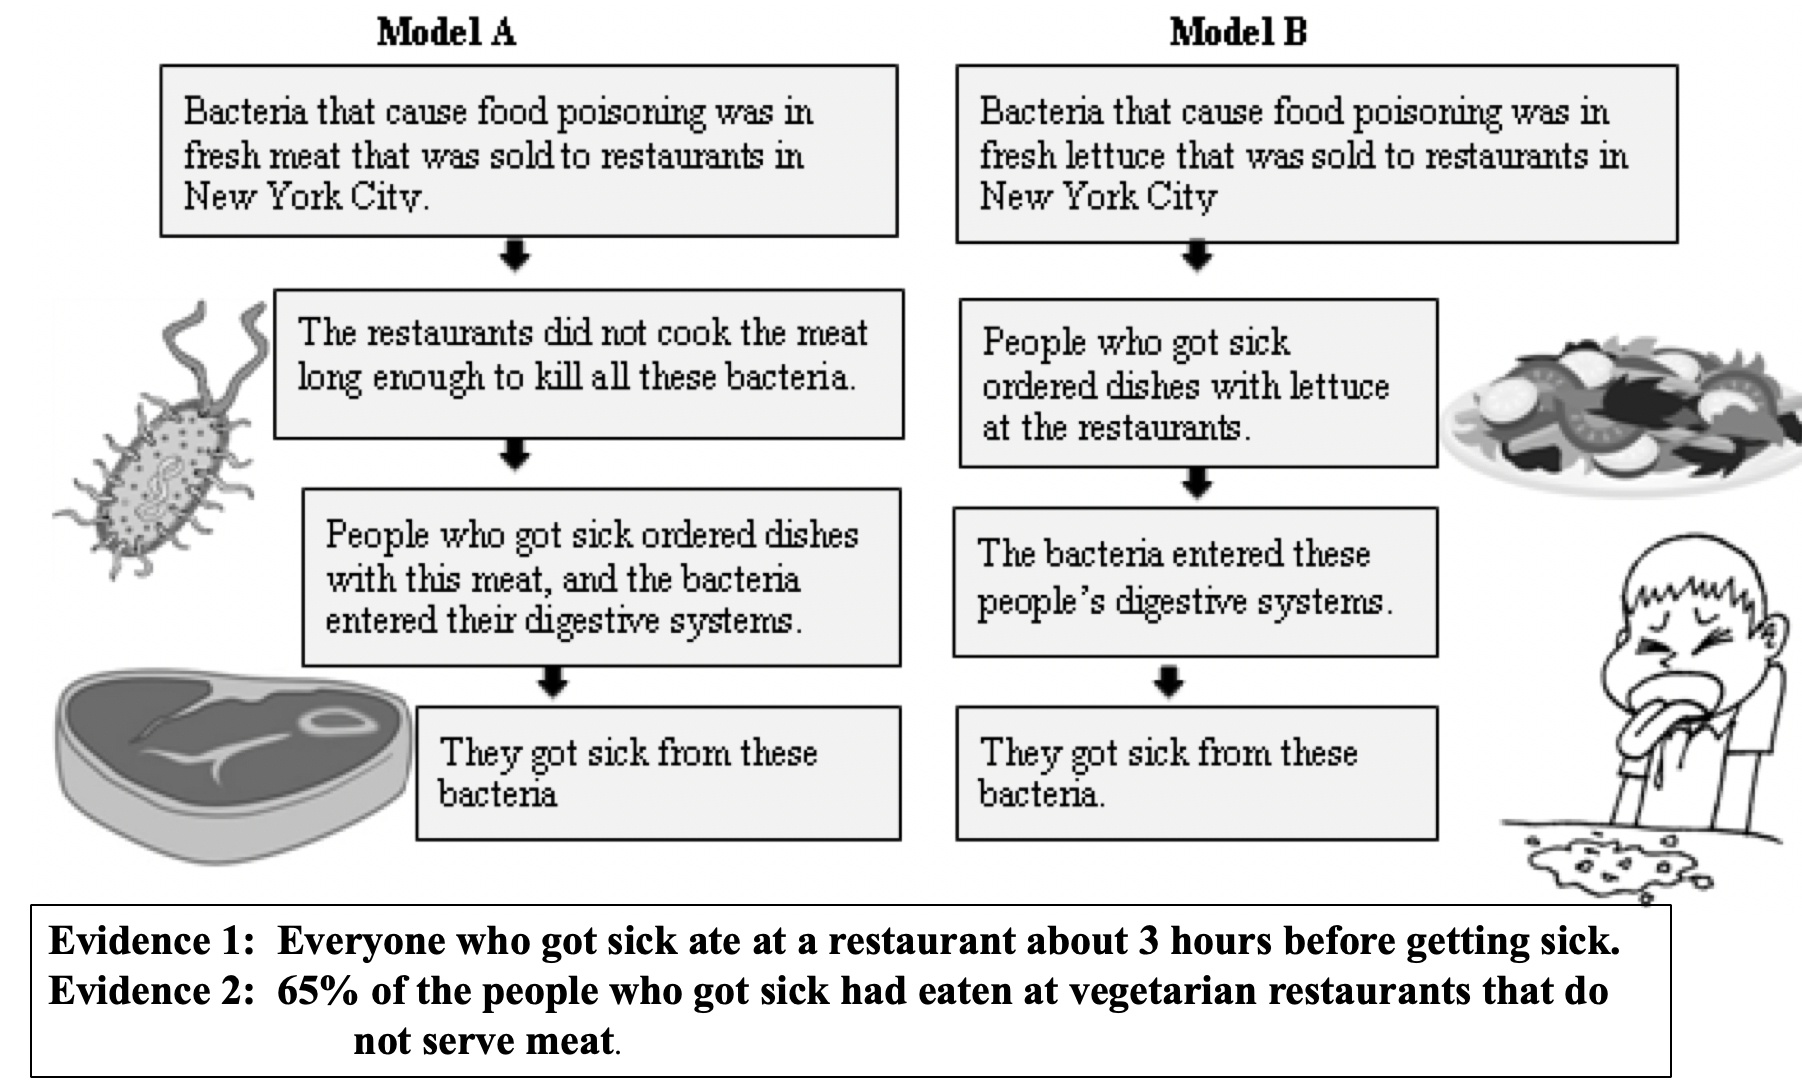 Model A
Bacteria that cause food poisoning was in
fresh meat that was sold to restaurants in
New York City.
The restaurants did not cook the meat
long enough to kill all these bacteria.
People who got sick ordered dishes
with this meat, and the bacteria
entered their digestive systems.
They got sick from these
bacteria
Model B
Bacteria that cause food poisoning was in
fresh lettuce that was sold to restaurants in
New York City
People who got sick
ordered dishes with lettuce
at the restaurants.
The bacteria entered these
people's digestive systems.
They got sick from these
bacteria.
Evidence 1: Everyone who got sick ate at a restaurant about 3 hours before getting sick.
Evidence 2: 65% of the people who got sick had eaten at vegetarian restaurants that do
not serve meat.